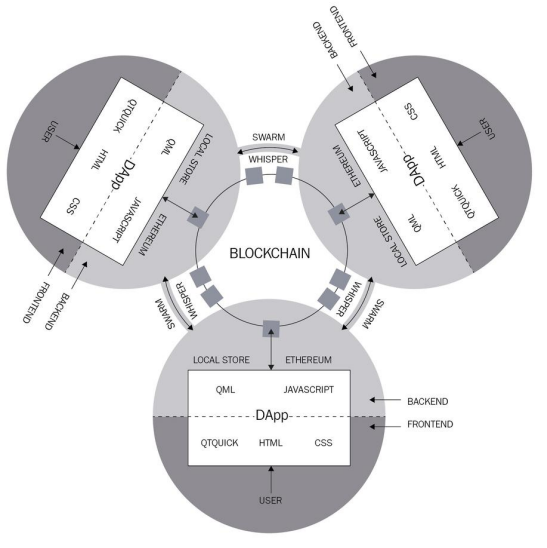 FRONTEND
BACKEND
USER
QTQUICK
HTML
CSS
DApp
QML
JAVASCRIPT
LOCAL STORE
ETHEREUM
FRONTEND
BACKEND
SWARM
WHISPER
USER
CSS
HTML
QTQUICK
DApp
JAVASCRIPT
QML
ETHEREUM
LOCAL STORE
BLOCKCHAIN
WHISPER
SWARM
WHISPER
SWARM
LOCAL STORE ETHEREUM
QML JAVASCRIPT
DApp
QTQUICK HTML CSS
BACKEND
FRONTEND
USER